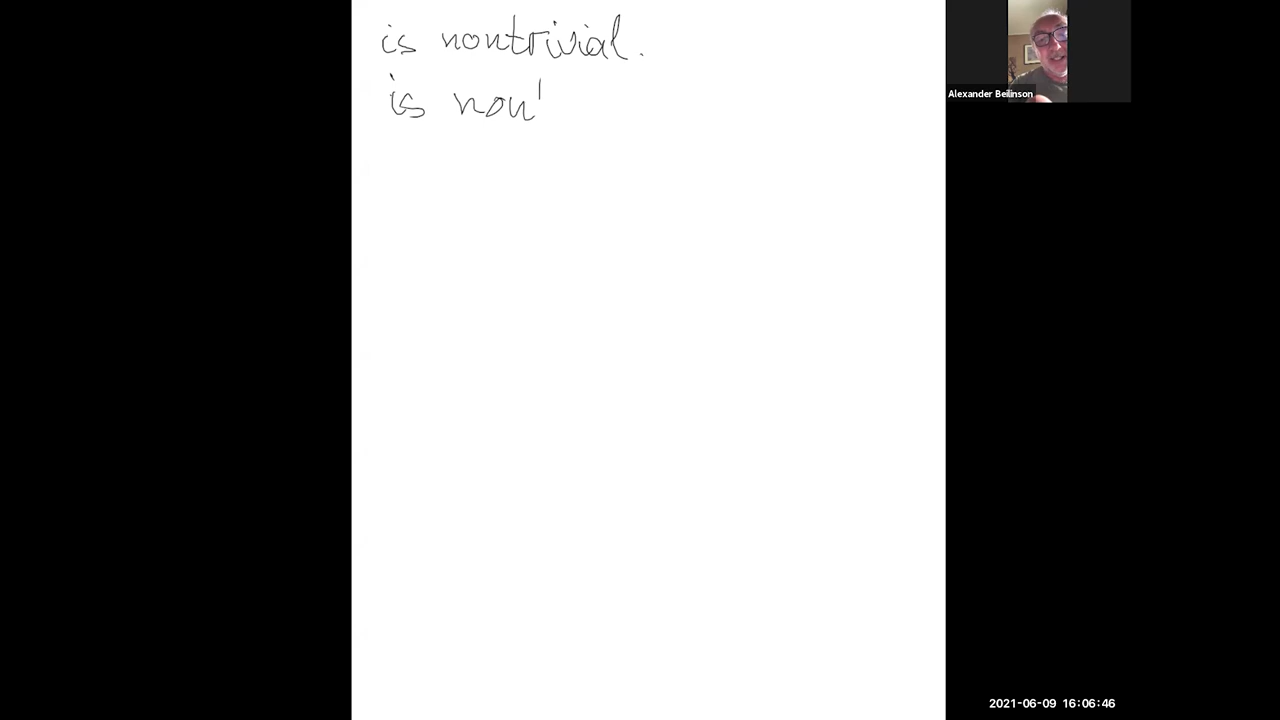 is nontrivial.
is non'
Alexander Beilinson
2021-06-09 16:06:46